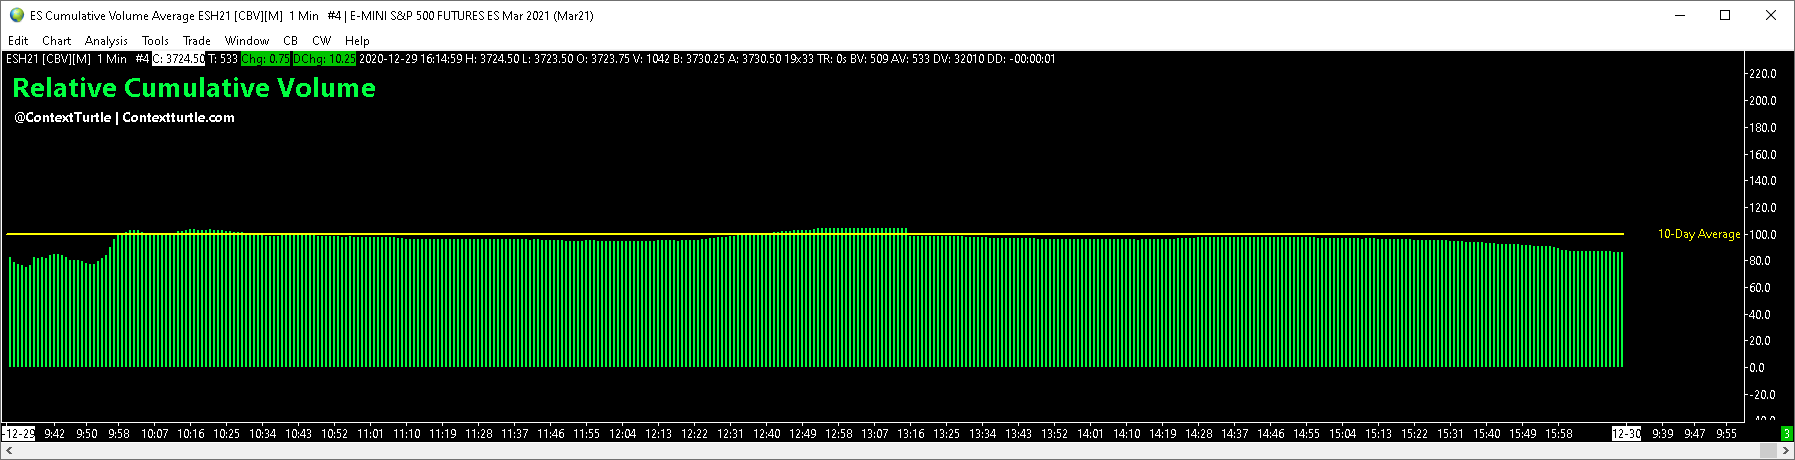 ES Cumulative Volume Average ESH21 [CBV][M] 1 Min #4 | E-MINI S&P 500 FUTURES ES Mar 2021 (Mar21)
Edit Chart Analysis Tools Trade Window CB CW Help
ESH21 [CBV][M] 1 Min #4 C: 3724.50 T: 533 Chg: 0.75 DChg: 10.25 2020-12-29 16:14:59 H: 3724.50 L: 3723.50 O: 3723.75 V: 1042 B: 3730.25 A: 3730.50 19x33 TR: 0s BV: 509 AV: 533 DV: 32010 DD: -00:00:01
Relative Cumulative Volume
@ContextTurtle | Contextturtle.com
220.0
200.0
180.0
160.0
140.0
120.0
10-Day Average 100.0
80.0
60.0
40.0
20.0
0.0
-20.0
-12-29 9:42 9:50 9:58 10:07 10:16 10:25 10:34 10:43 10:52 11:01 11:10 11:19 11:28 11:37 11:46 11:55 12:04 12:13 12:22 12:31 12:40 12:49 12:58 13:07 13:16 13:25 13:34 13:43 13:52 14:01 14:10 14:19 14:28 14:37 14:46 14:55 15:04 15:13 15:22 15:31 15:40 15:49 15:58 12-30 9:39 9:47 9:55 3